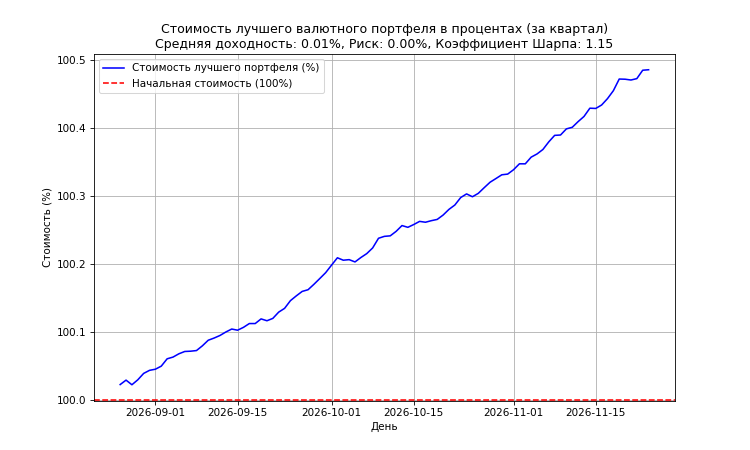 Стоимость лучшего валютного портфеля в процентах (за квартал)
Средняя доходность: 0.01%, Риск: 0.00%, Коэффициент Шарпа: 1.15
Стоимость лучшего портфеля (%)
Начальная стоимость (100%)
Стоимость (%)
100.5
100.4
100.3
100.2
100.1
100.0
2026-09-01
2026-09-15
2026-10-01
2026-10-15
2026-11-01
2026-11-15
День